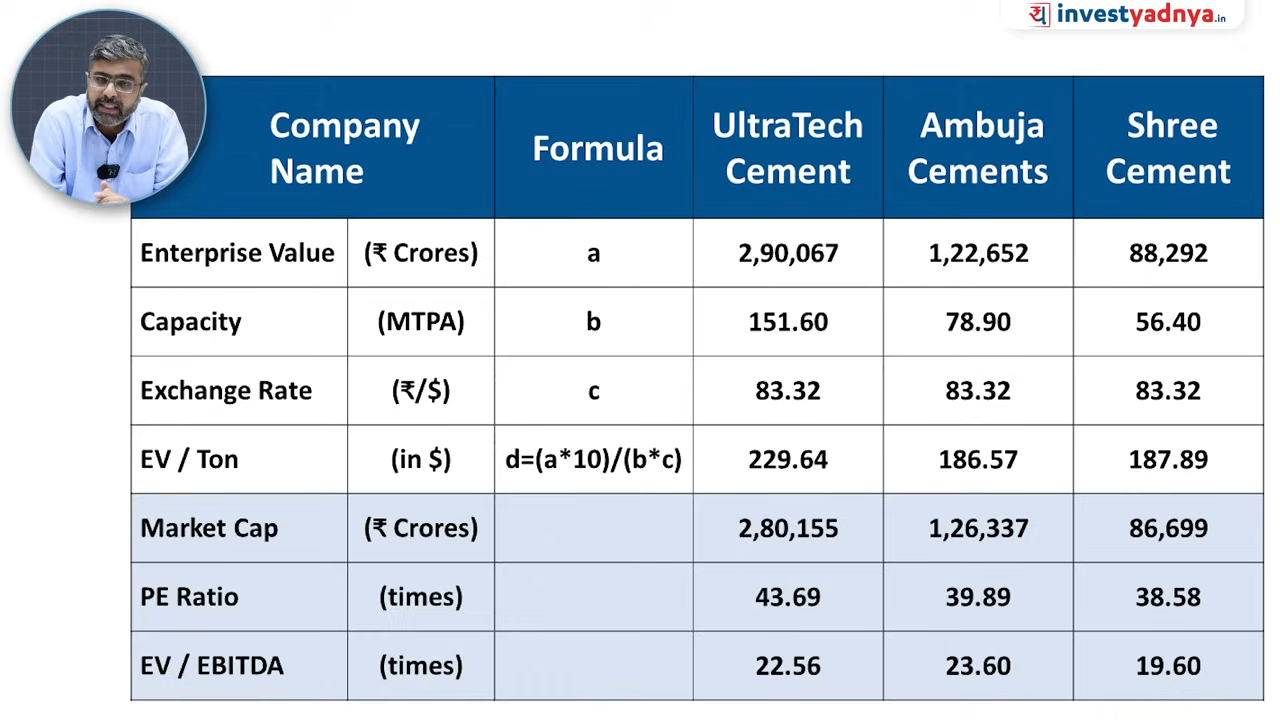 रु investyadnya.in
Company Name Formula UltraTech Cement Ambuja Cements Shree Cement
Enterprise Value (₹ Crores) a 2,90,067 1,22,652 88,292
Capacity (MTPA) b 151.60 78.90 56.40
Exchange Rate (₹/$) c 83.32 83.32 83.32
EV / Ton (in $) d=(a*10)/(b*c) 229.64 186.57 187.89
Market Cap (₹ Crores) 2,80,155 1,26,337 86,699
PE Ratio (times) 43.69 39.89 38.58
EV / EBITDA (times) 22.56 23.60 19.60